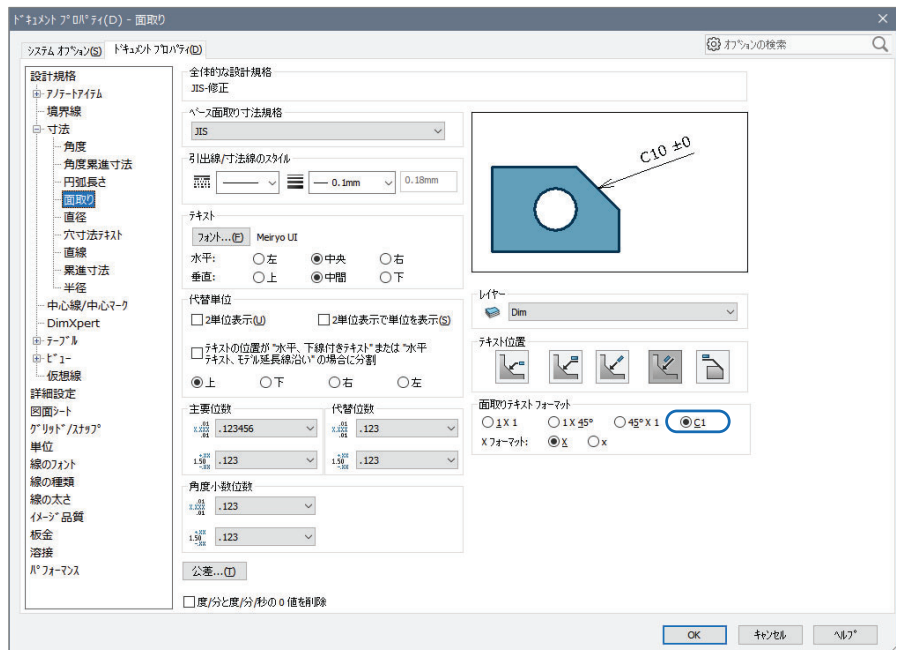 ドキュメント プロパティ(D) - 面取り
システム オプション(S)
ドキュメント プロパティ(D)
オプションの検索
設計規格
アノテートアイテム
境界線
寸法
角度
角度累進寸法
円弧長さ
面取り
直径
穴寸法テキスト
直線
累進寸法
半径
中心線/中心マーク
DimXpert
テーブル
ビュー
仮想線
詳細設定
図面シート
グリッド/スナップ
単位
線のフォント
線の種類
線の太さ
イメージ品質
板金
溶接
パフォーマンス
全体的な設計規格
JIS-修正
ベース面取り寸法規格
JIS
引出線/寸法線のスタイル
0.1mm
0.18mm
テキスト
フォント...(F) Meiryo UI
水平: 左 中央 右
垂直: 上 中間 下
代替単位
2単位表示(U) 2単位表示で単位を表示(S)
テキストの位置が "水平、下線付きテキスト" または "水平
テキスト、モデル延長線沿い" の場合に分割
上 下 右 左
主要位数
.123456
.123
代替位数
.123
.123
角度小数位数
.123
.123
公差...(T)
度/分と度/分/秒の 0 値を削除
C10 ±0
レイヤー
Dim
テキスト位置
面取りテキスト フォーマット
1 X 1 1 X 45° 45° X 1 C1
X フォーマット: X x
OK キャンセル ヘルプ